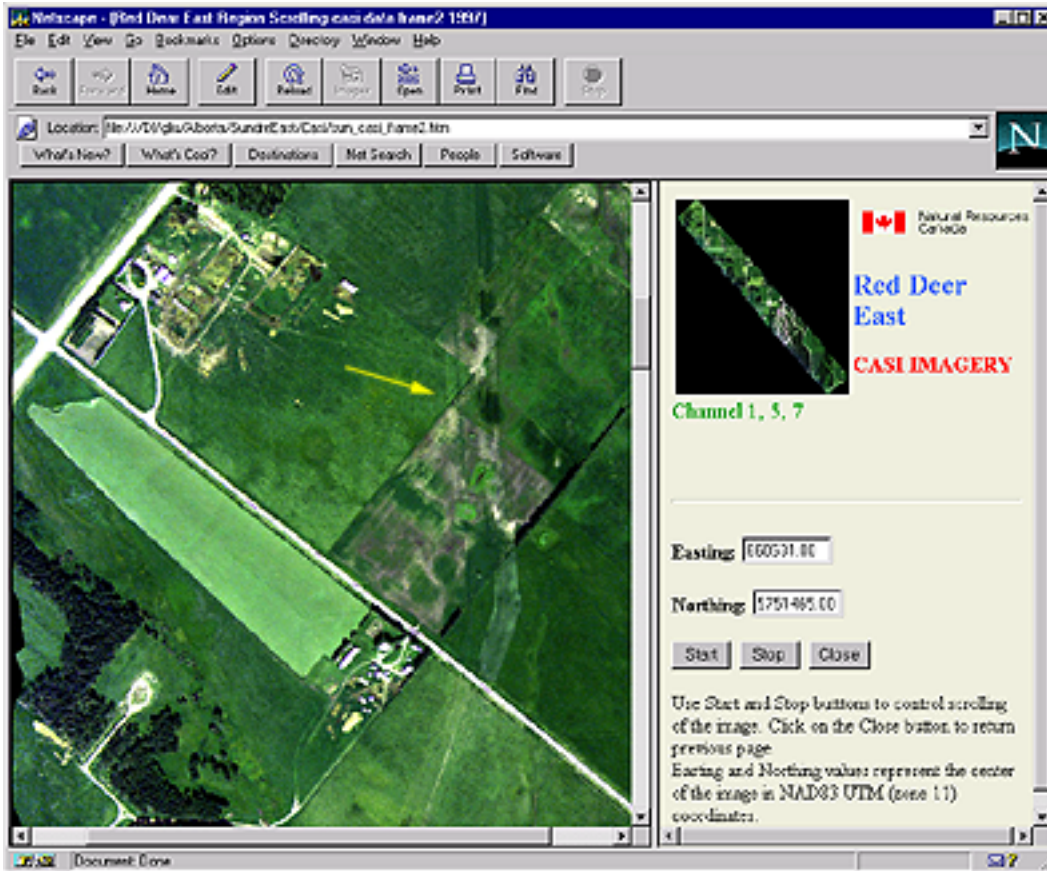 Netscape - [Red Deer East Region Scrolling casi data frame2 1997]
File Edit View Go Bookmarks Options Directory Window Help
Back Forward Home Edit Reload Images Open Print Find Stop
Location:
What's New? What's Cool? Destinations Net Search People Software
N
Natural Resources
Canada
Red Deer
East
CASI IMAGERY
Channel 1, 5, 7
Easting:
Northing: 5751465.00
Start Stop Close
Use Start and Stop buttons to control scrolling
of the image. Click on the Close button to return
previous page.
Easting and Northing values represent the center
of the image in NAD83 UTM (zone 11)
coordinates.
Document: Done